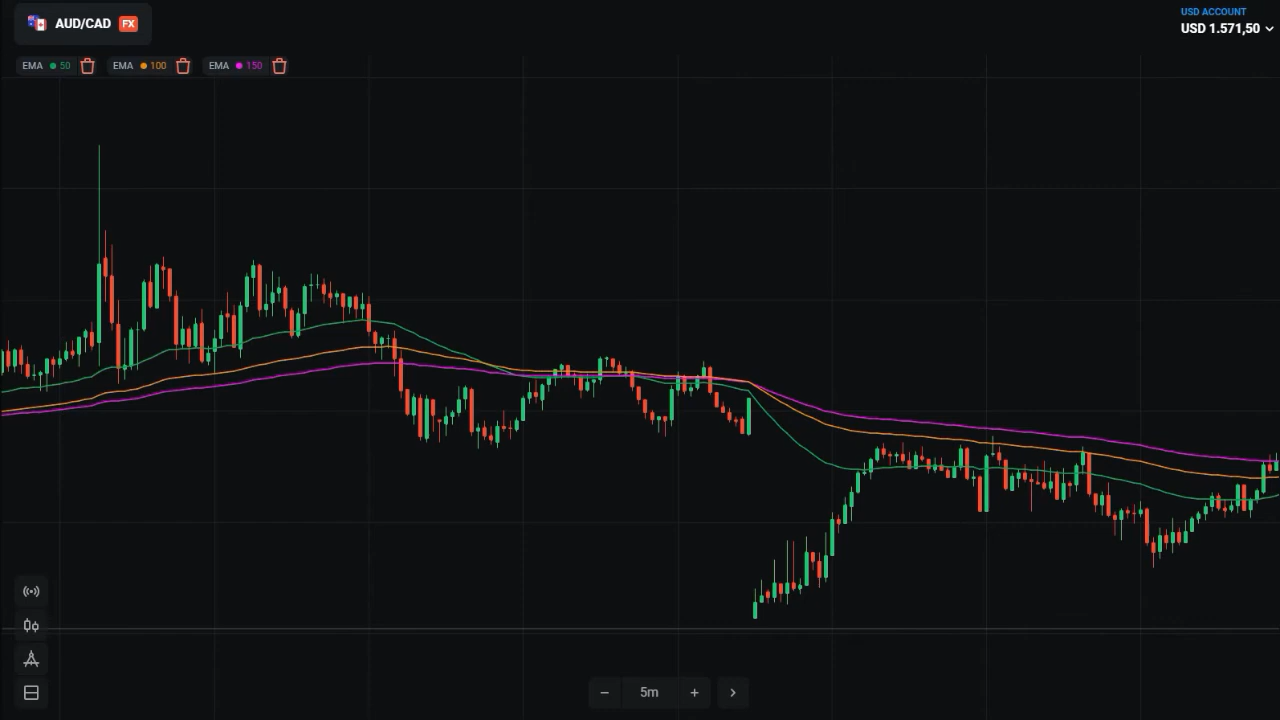 AUD/CAD FX
USD ACCOUNT
USD 1.571,50
EMA 50 EMA 100 EMA 150
− 5m +